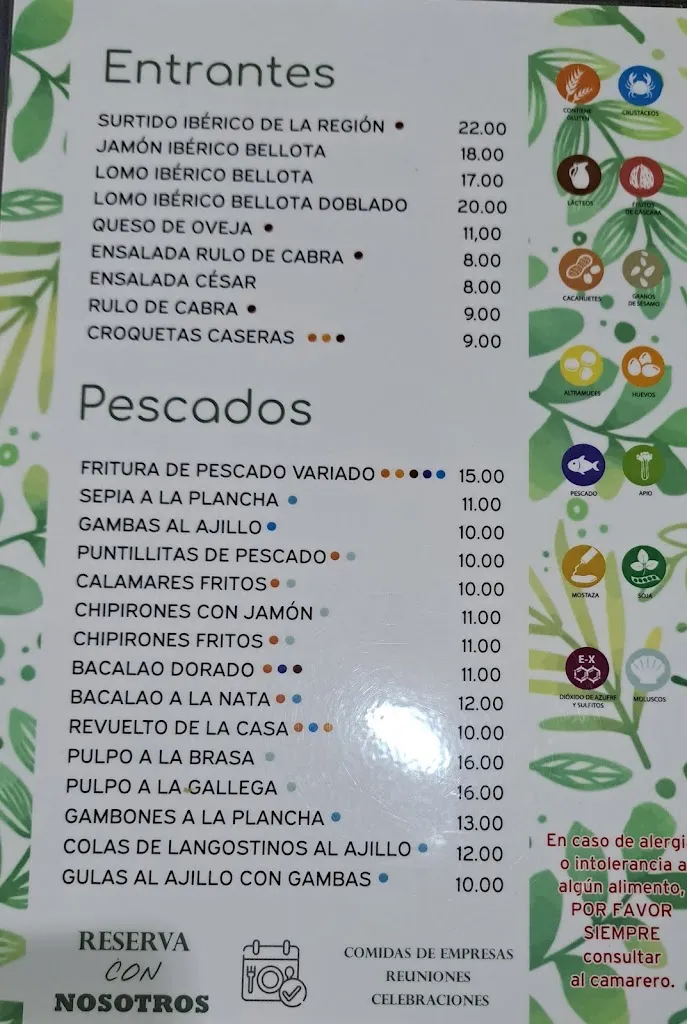 Entrantes
SURTIDO IBÉRICO DE LA REGIÓN 22.00
JAMÓN IBÉRICO BELLOTA 18.00
LOMO IBÉRICO BELLOTA 17.00
LOMO IBÉRICO BELLOTA DOBLADO 20.00
QUESO DE OVEJA 11,00
ENSALADA RULO DE CABRA 8.00
ENSALADA CÉSAR 8.00
RULO DE CABRA 9.00
CROQUETAS CASERAS 9.00
Pescados
FRITURA DE PESCADO VARIADO 15.00
SEPIA A LA PLANCHA 11.00
GAMBAS AL AJILLO 10.00
PUNTILLITAS DE PESCADO 10.00
CALAMARES FRITOS 10.00
CHIPIRONES CON JAMÓN 11.00
CHIPIRONES FRITOS 11.00
BACALAO DORADO 11.00
BACALAO A LA NATA 12.00
REVUELTO DE LA CASA 10.00
PULPO A LA BRASA 16.00
PULPO A LA GALLEGA 16.00
GAMBONES A LA PLANCHA 13.00
COLAS DE LANGOSTINOS AL AJILLO 12.00
GULAS AL AJILLO CON GAMBAS 10.00
RESERVA
CON
NOSOTROS
COMIDAS DE EMPRESAS
REUNIONES
CELEBRACIONES
CONTIENE
GLUTEN
CRUSTÁCEOS
LÁCTEOS
FRUTOS
DE CÁSCARA
CACAHUETES
GRANOS
DE SÉSAMO
ALTRAMUCES
HUEVOS
PESCADO
APIO
MOSTAZA
SOJA
E-X
DIÓXIDO DE AZUFRE
Y SULFITOS
MOLUSCOS
En caso de alergi
o intolerancia a
algún alimento,
POR FAVOR
SIEMPRE
consultar
al camarero.